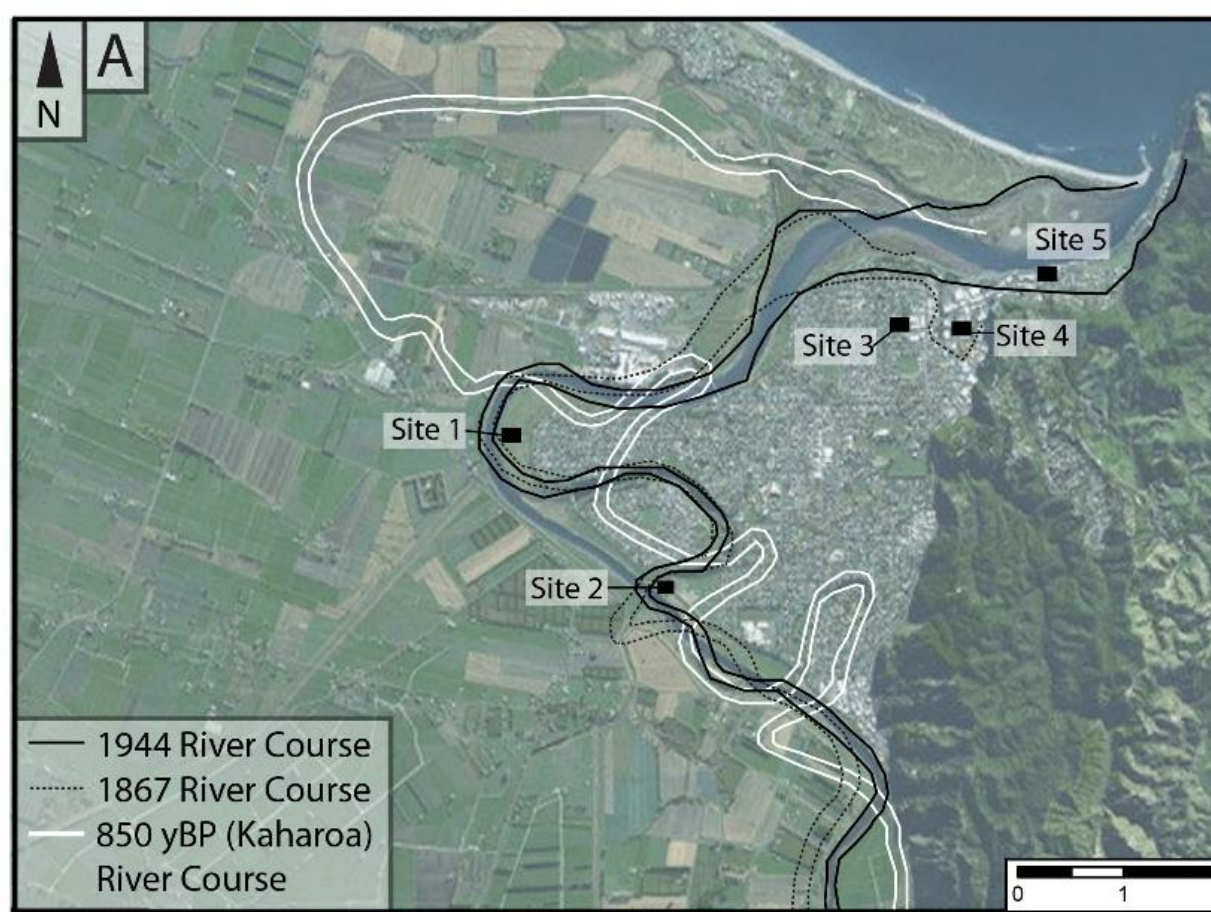 A
N
Site 5
Site 3
Site 4
Site 1
Site 2
1944 River Course
1867 River Course
850 yBP (Kaharoa)
River Course
0
1